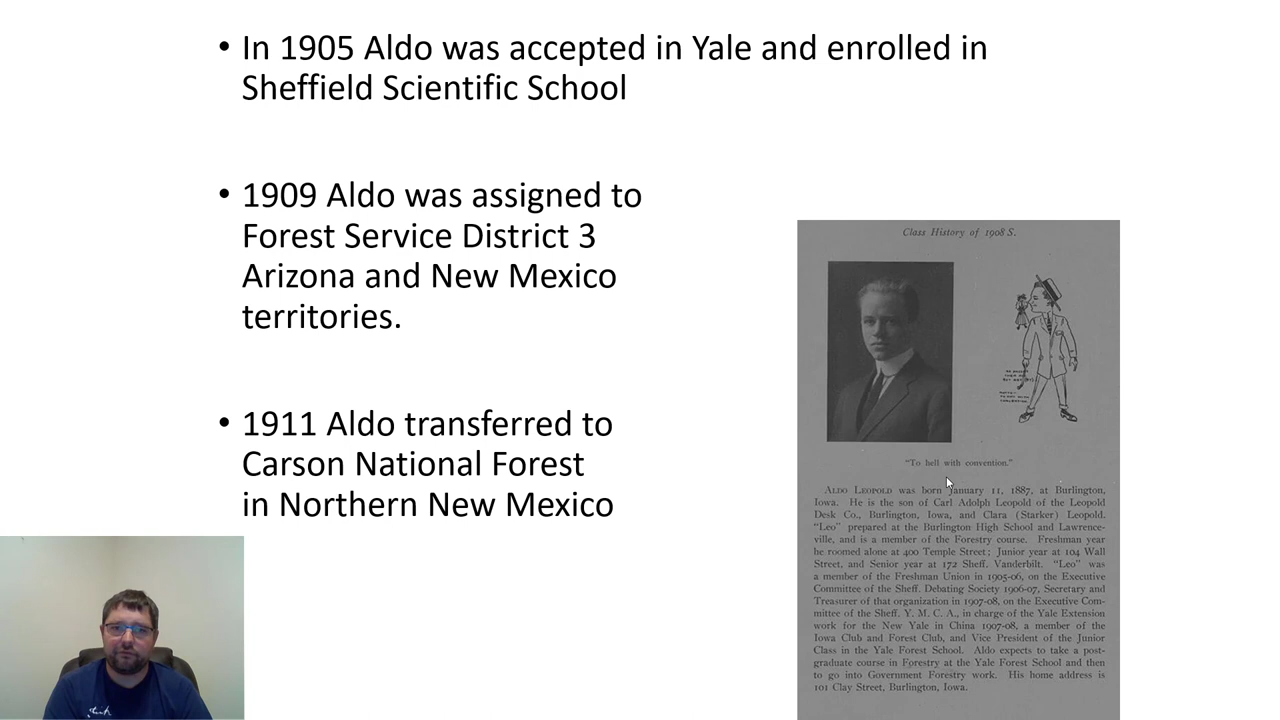 • In 1905 Aldo was accepted in Yale and enrolled in
Sheffield Scientific School
• 1909 Aldo was assigned to
Forest Service District 3
Arizona and New Mexico
territories.
• 1911 Aldo transferred to
Carson National Forest
in Northern New Mexico
Class History of 1908 S.
"To hell with convention."
Aldo Leopold was born January 11, 1887, at Burlington,
Iowa. He is the son of Carl Adolph Leopold of the Leopold
Desk Co., Burlington, Iowa, and Clara (Starker) Leopold.
"Leo" prepared at the Burlington High School and Lawrence-
ville, and is a member of the Forestry course. Freshman year
he roomed alone at 400 Temple Street; Junior year at 104 Wall
Street, and Senior year at 172 Sheff. Vanderbilt. "Leo" was
a member of the Freshman Union in 1905-06, on the Executive
Committee of the Sheff. Debating Society 1906-07, Secretary and
Treasurer of that organization in 1907-08, on the Executive Com-
mittee of the Sheff. Y. M. C. A., in charge of the Yale Extension
work for the New Yale in China 1907-08, a member of the
Iowa Club and Forest Club, and Vice President of the Junior
Class in the Yale Forest School. Aldo expects to take a post-
graduate course in Forestry at the Yale Forest School and then
to go into Government Forestry work. His home address is
101 Clay Street, Burlington, Iowa.